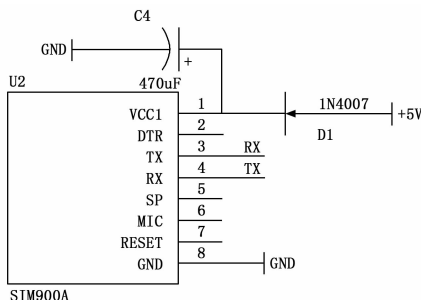 C4
GND
+
U2
470uF
VCC1 1
1N4007
+5V
DTR 2
D1
TX 3 RX
RX 4 TX
SP 5
MIC 6
RESET 7
GND 8 GND
SIM900A